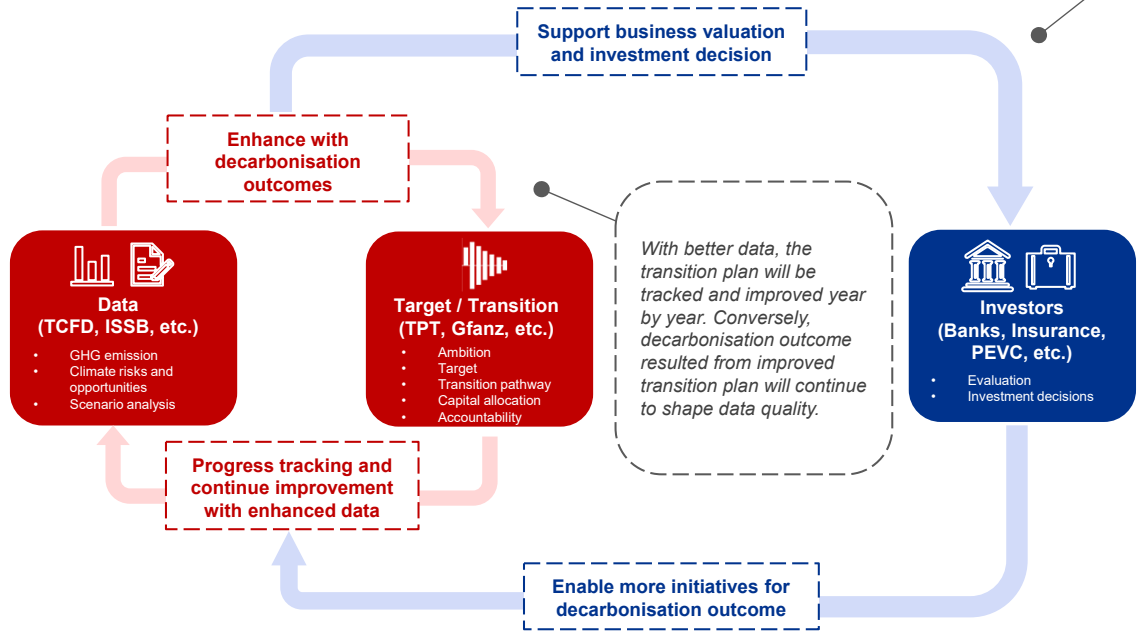 Support business valuation
and investment decision
Enhance with
decarbonisation
outcomes
Data
(TCFD, ISSB, etc.)
• GHG emission
• Climate risks and
opportunities
• Scenario analysis
Target / Transition
(TPT, Gfanz, etc.)
• Ambition
• Target
• Transition pathway
• Capital allocation
• Accountability
With better data, the
transition plan will be
tracked and improved year
by year. Conversely,
decarbonisation outcome
resulted from improved
transition plan will continue
to shape data quality.
Investors
(Banks, Insurance,
PEVC, etc.)
• Evaluation
• Investment decisions
Progress tracking and
continue improvement
with enhanced data
Enable more initiatives for
decarbonisation outcome